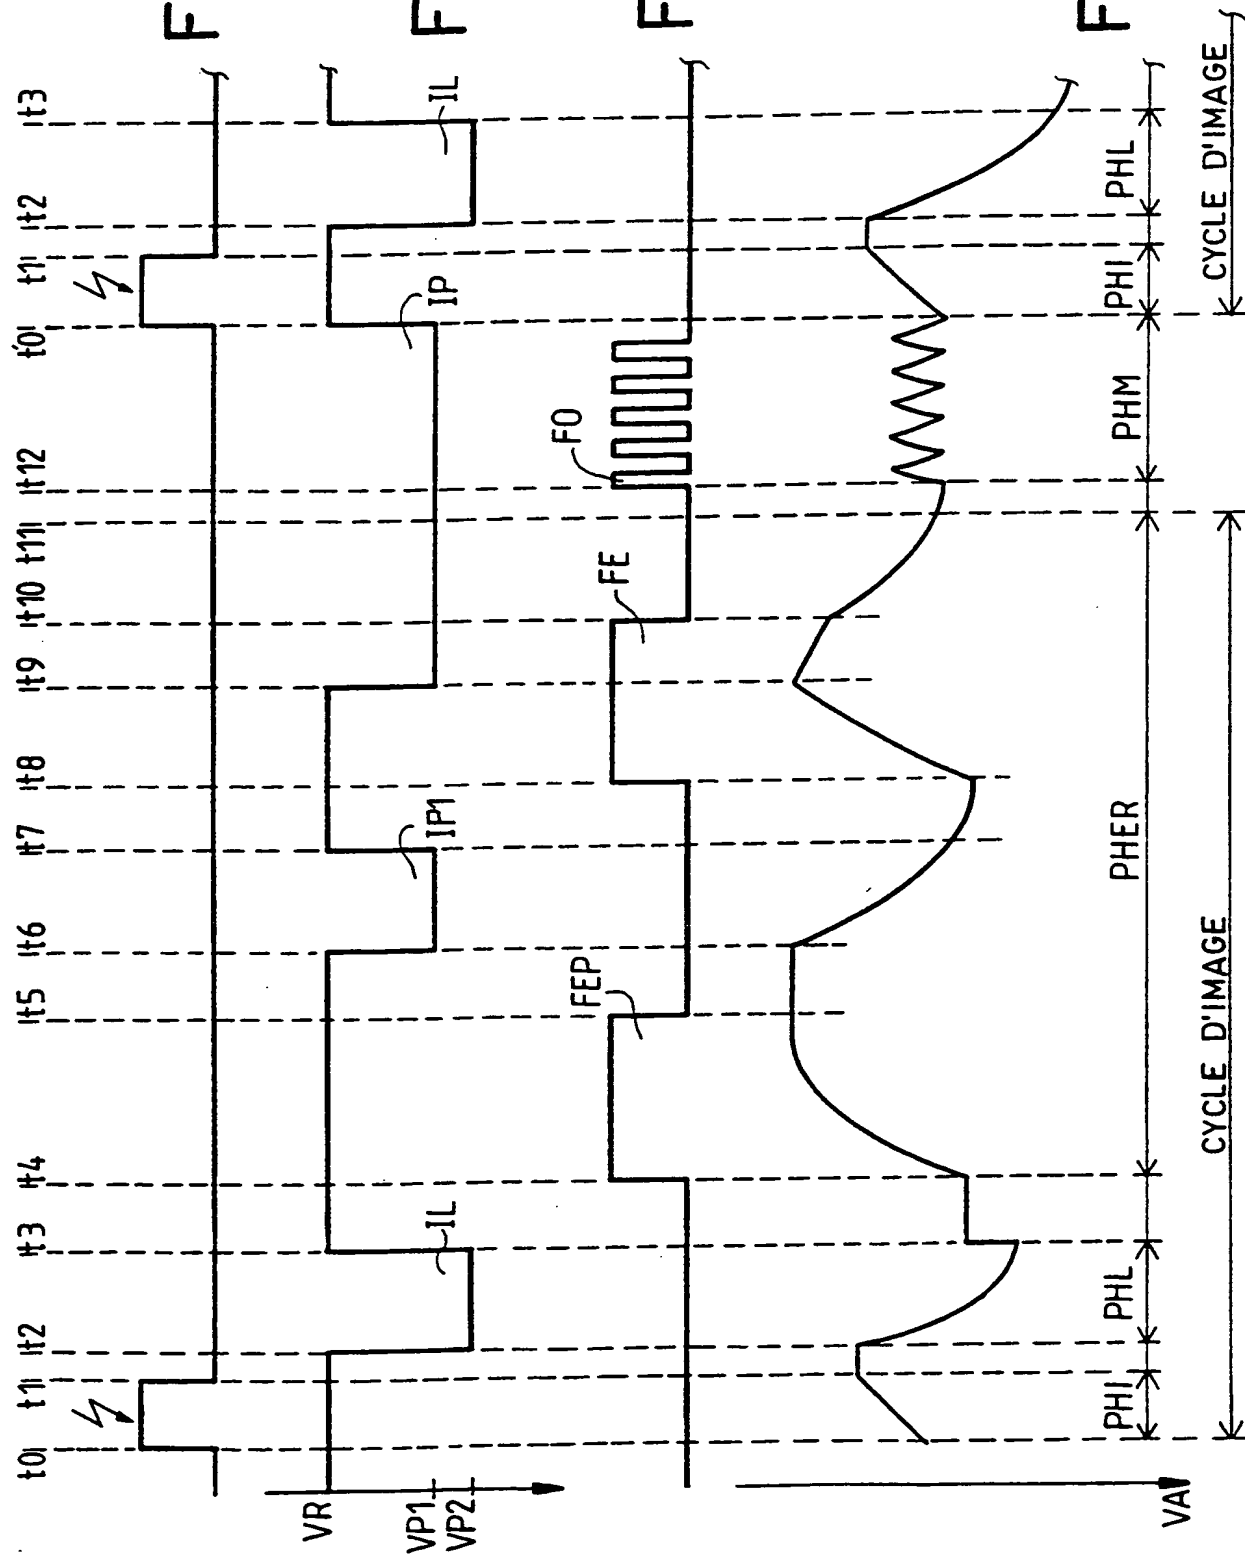 t0 t1 t2 t3 t4 t5 t6 t7 t8 t9 t10 t11 t12 t'0 t1' t2 t3
F
VR
VP1
VP2
IL
IP1
IP
IL
F
FEP
FE
FO
F
VA
F
PHI
PHL
PHER
PHM
PHI
PHL
CYCLE D'IMAGE
CYCLE D'IMAGE